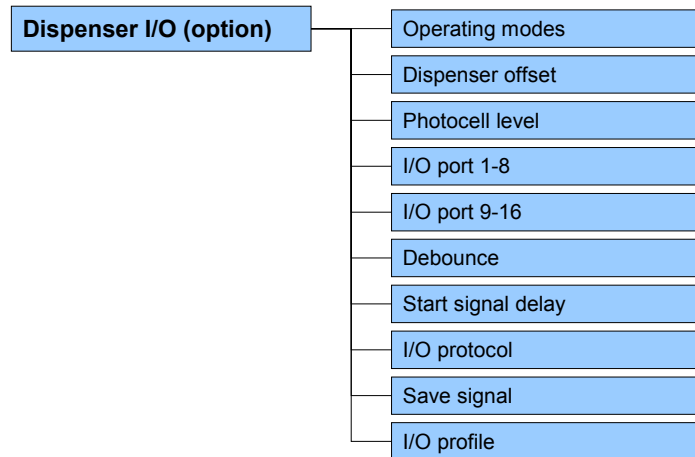 Dispenser I/O (option)
Operating modes
Dispenser offset
Photocell level
I/O port 1-8
I/O port 9-16
Debounce
Start signal delay
I/O protocol
Save signal
I/O profile